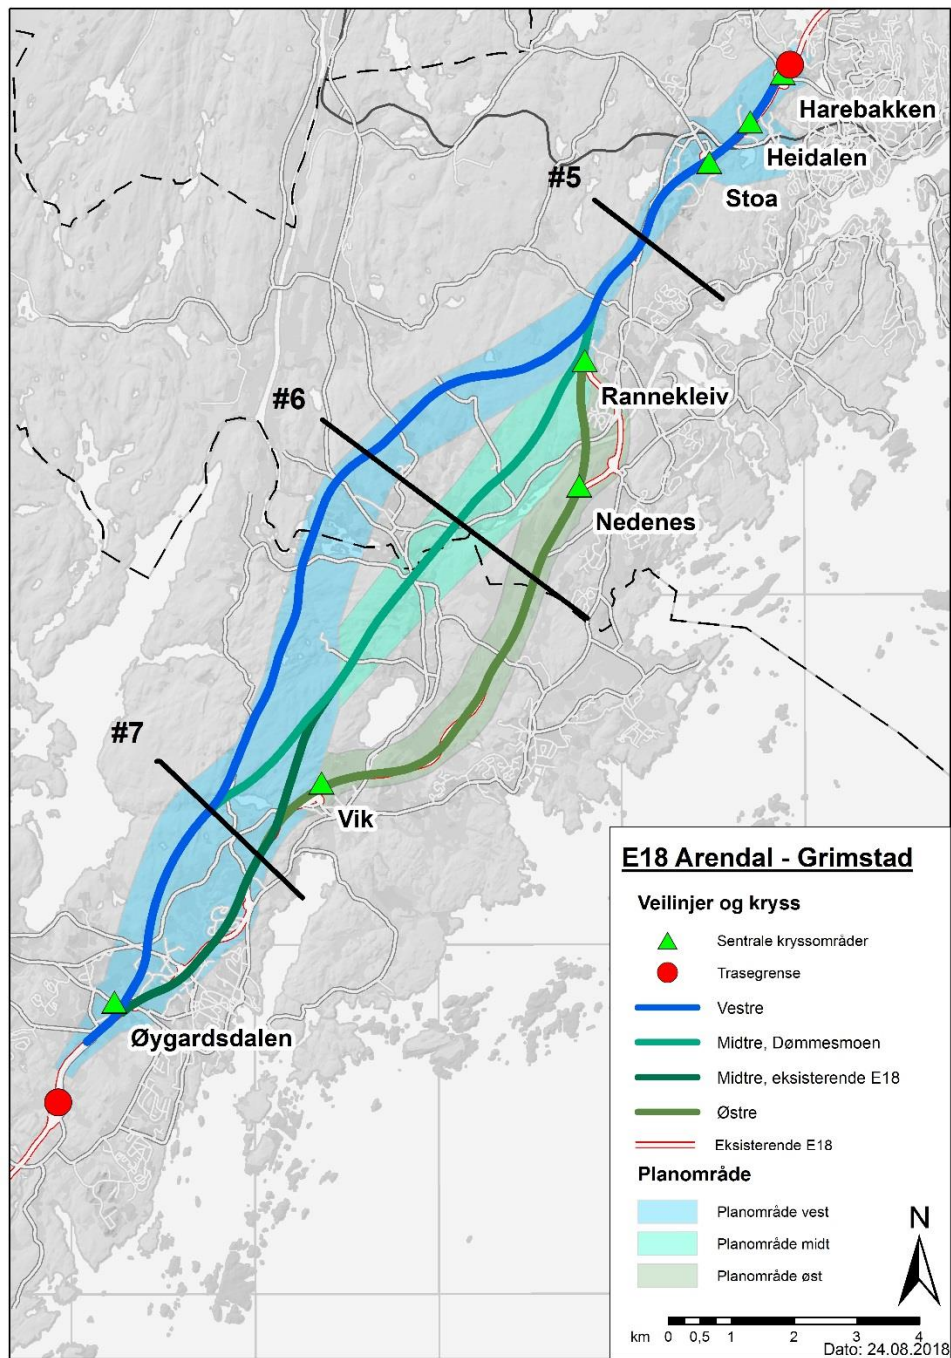 Harebakken
Heidalen
#5
Stoa
Rannekleiv
#6
Nedenes
#7
Vik
Øygardsdalen
E18 Arendal - Grimstad
Veilinjer og kryss
Sentrale kryssområder
Trasegrense
Vestre
Midtre, Dømmesmoen
Midtre, eksisterende E18
Østre
Eksisterende E18
Planområde
Planområde vest
Planområde midt
Planområde øst
N
km 0 0,5 1 2 3 4
Dato: 24.08.2018